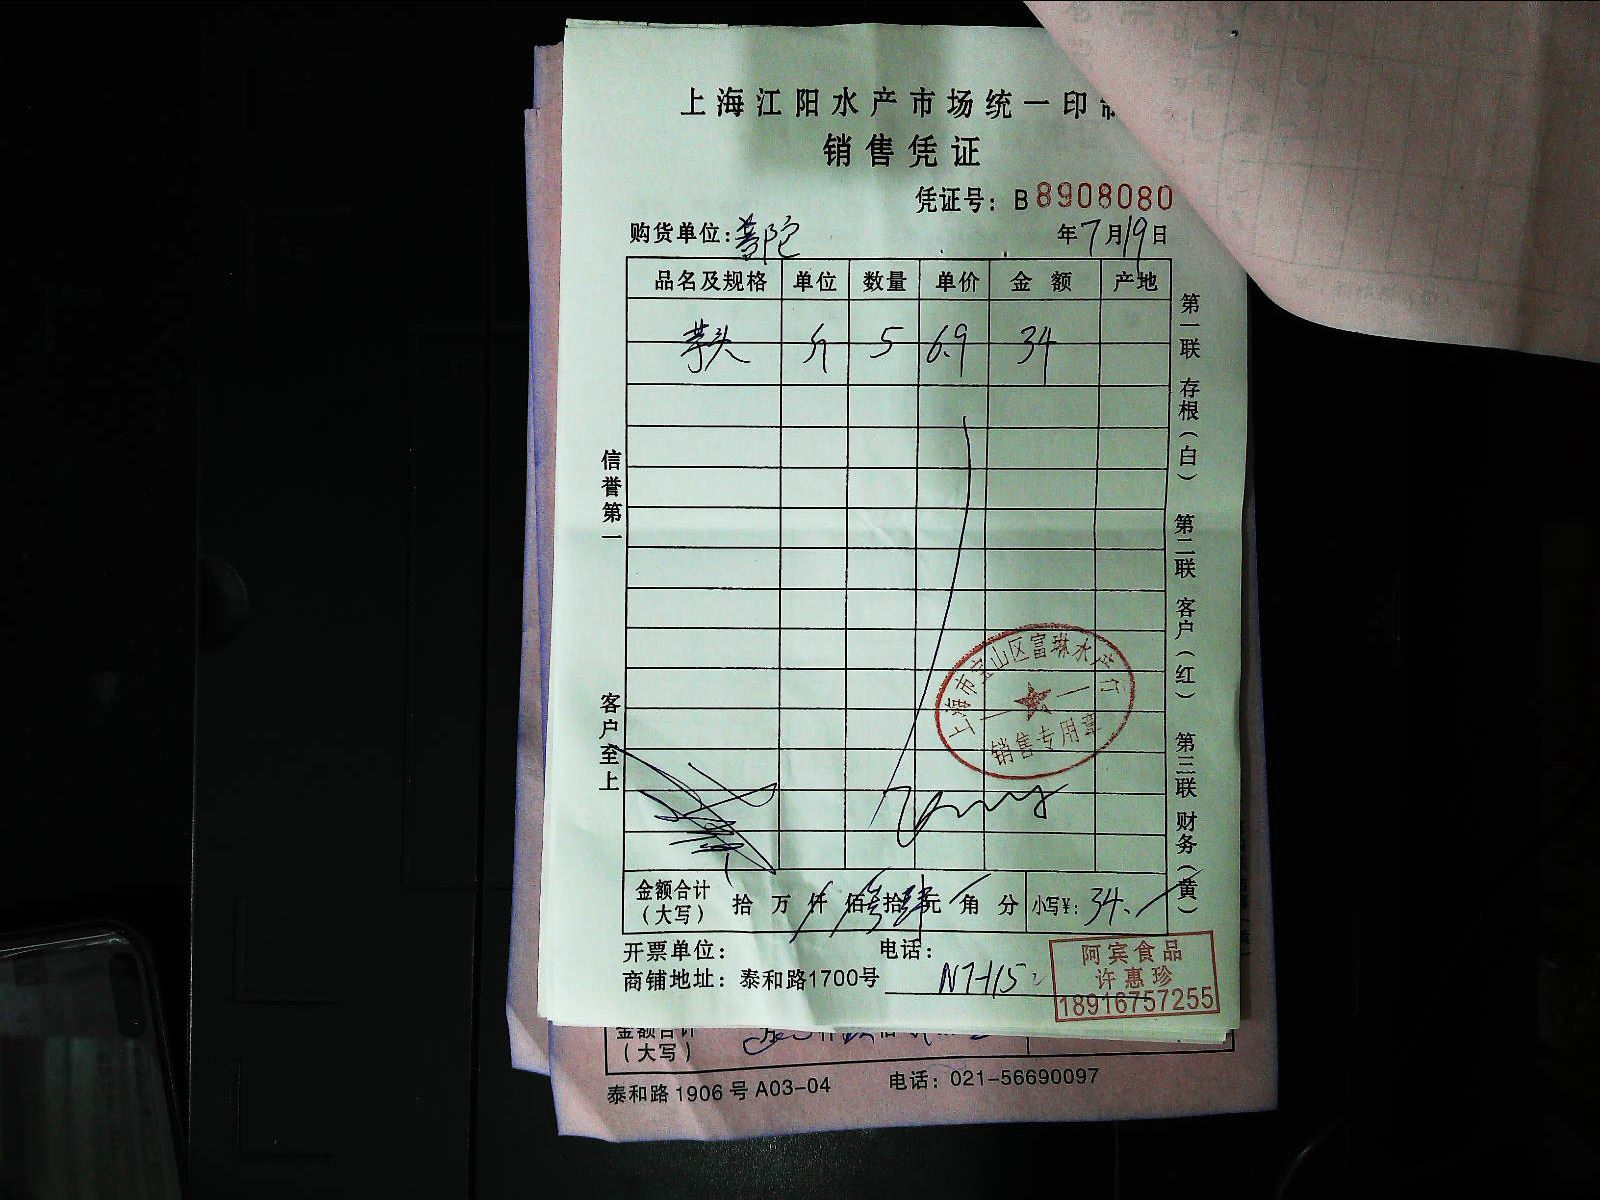 上海江阳水产市场统一印制
销售凭证
凭证号：B 8908080
购货单位：普陀 年7月19日
品名及规格 单位 数量 单价 金额 产地
芋头 斤 5 6.9 34
信誉第一
客户至上
第一联 存根（白） 第二联 客户（红） 第三联 财务（黄）
上海市宝山区富琳水产行
销售专用章
金额合计（大写） 拾 万 仟 佰叁拾肆元 角 分 小写¥：34.
开票单位： 电话：
商铺地址：泰和路1700号 N7-115
阿宾食品
许惠珍
18916757255
金额合计
（大写）
泰和路1906号A03-04 电话：021-56690097